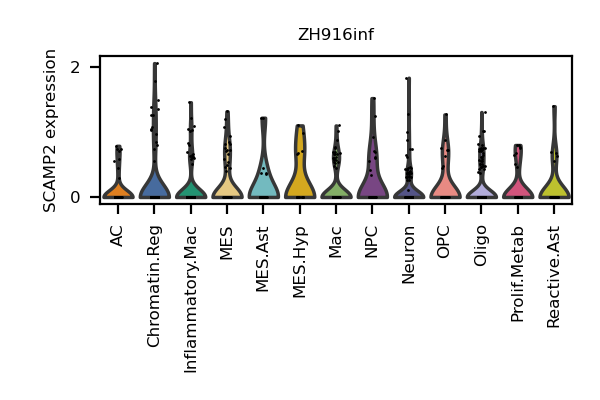 ZH916inf
SCAMP2 expression
2
0
AC
Chromatin.Reg
Inflammatory.Mac
MES
MES.Ast
MES.Hyp
Mac
NPC
Neuron
OPC
Oligo
Prolif.Metab
Reactive.Ast